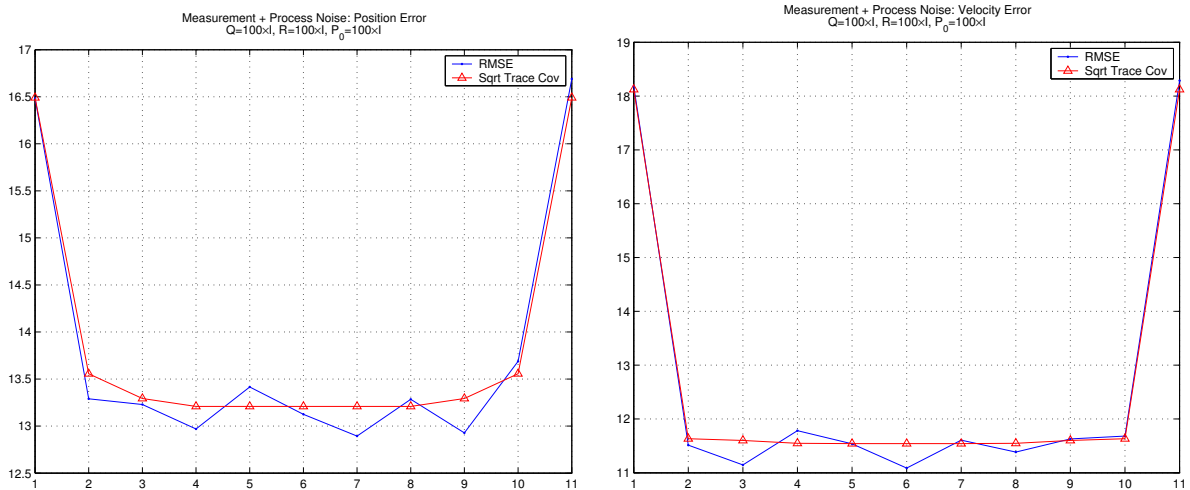 Measurement + Process Noise: Position Error
Q=100×I, R=100×I, P0=100×I
17
16.5
16
15.5
15
14.5
14
13.5
13
12.5
1 2 3 4 5 6 7 8 9 10 11
RMSE
Sqrt Trace Cov
Measurement + Process Noise: Velocity Error
Q=100×I, R=100×I, P0=100×I
19
18
17
16
15
14
13
12
11
1 2 3 4 5 6 7 8 9 10 11
RMSE
Sqrt Trace Cov